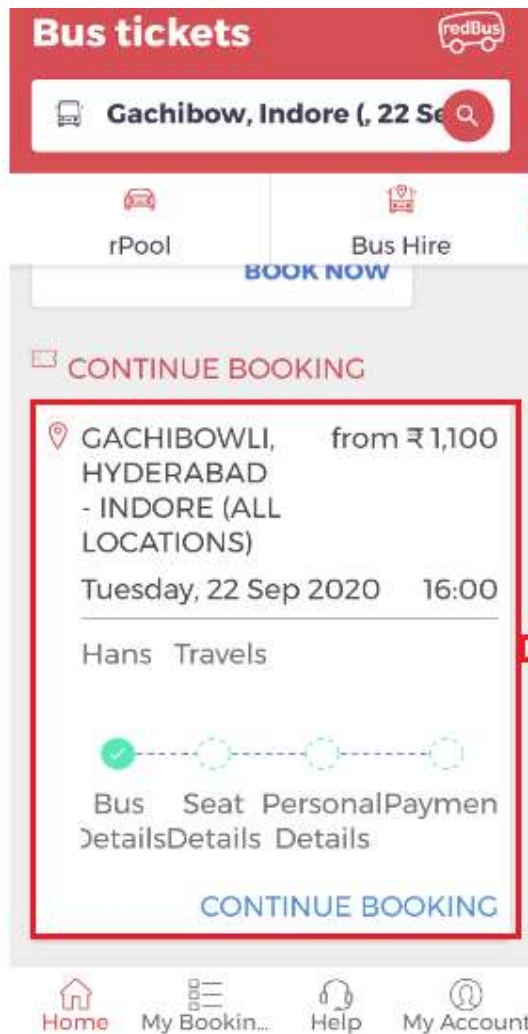 Bus tickets
redBus
Gachibow, Indore (, 22 Se
rPool
Bus Hire
BOOK NOW
CONTINUE BOOKING
GACHIBOWLI, from ₹ 1,100
HYDERABAD
- INDORE (ALL
LOCATIONS)
Tuesday, 22 Sep 2020 16:00
Hans Travels
Bus Seat Personal Paymen
Details Details Details
CONTINUE BOOKING
Home My Bookin... Help My Account